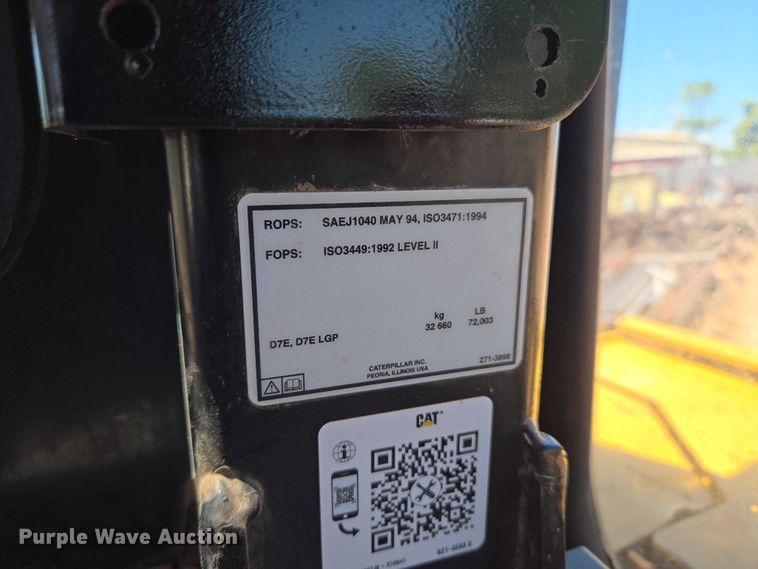 ROPS: SAEJ1040 MAY 94, ISO3471:1994
FOPS: ISO3449:1992 LEVEL II
kg LB
32 660 72,003
D7E, D7E LGP
CATERPILLAR INC.
PEORIA, ILLINOIS USA
271-3898
CAT
Purple Wave Auction